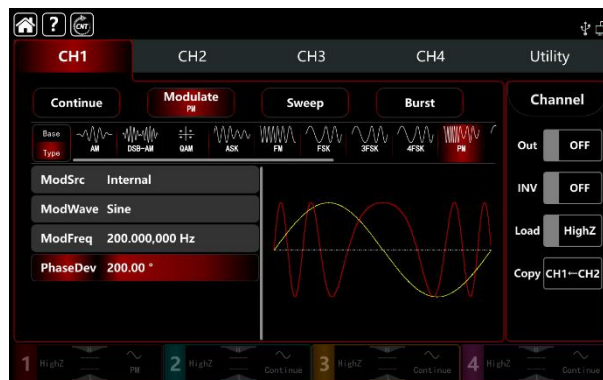 ? CNT
CH1 CH2 CH3 CH4 Utility
Continue Modulate PM Sweep Burst Channel
Base Type AM DSB-AM QAM ASK FM FSK 3FSK 4FSK PM
Out OFF
ModSrc Internal
INV OFF
ModWave Sine
ModFreq 200.000,000 Hz
Load HighZ
PhaseDev 200.00 °
Copy CH1←CH2
1 HighZ PM 2 HighZ Continue 3 HighZ Continue 4 HighZ Continue